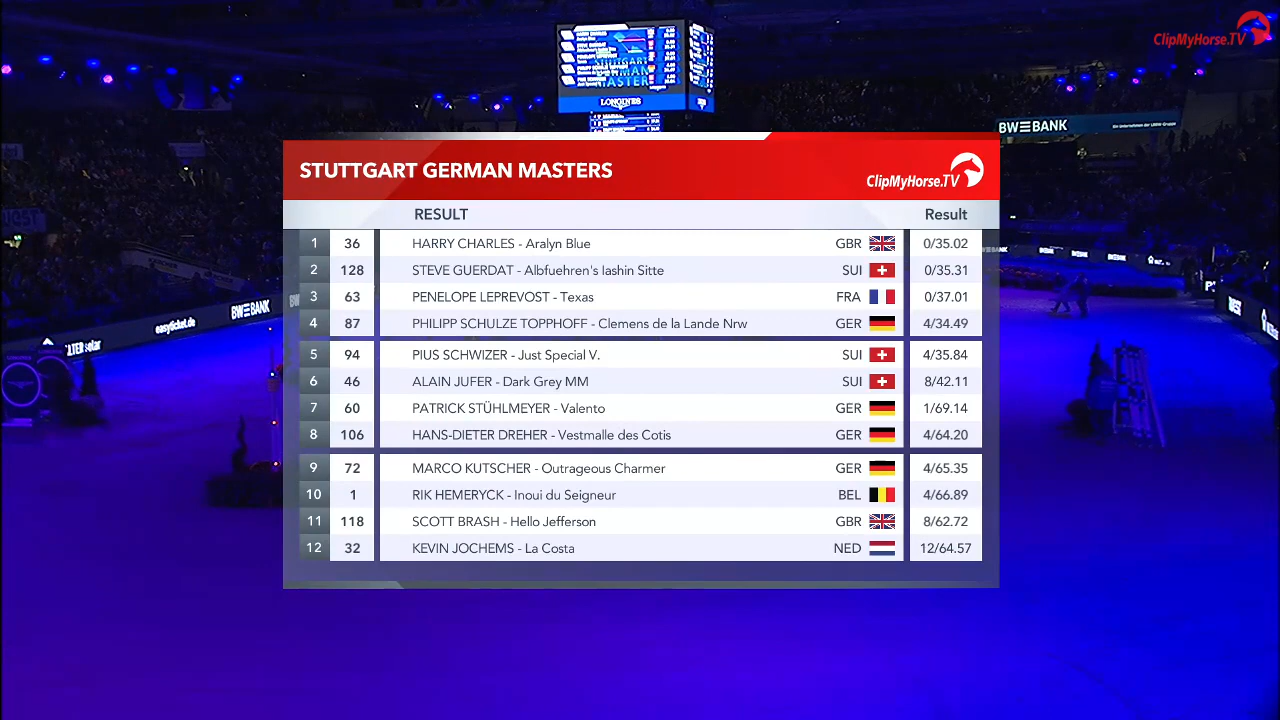 ClipMyHorse.TV
STUTTGART
GERMAN
MASTERS
LONGINES
BW BANK
STUTTGART GERMAN MASTERS
ClipMyHorse.TV
RESULT Result
1 36 HARRY CHARLES - Aralyn Blue GBR 0/35.02
2 128 STEVE GUERDAT - Albfuehren's Iashin Sitte SUI 0/35.31
3 63 PENELOPE LEPREVOST - Texas FRA 0/37.01
4 87 PHILIPP SCHULZE TOPPHOFF - Clemens de la Lande Nrw GER 4/34.49
5 94 PIUS SCHWIZER - Just Special V. SUI 4/35.84
6 46 ALAIN JUFER - Dark Grey MM SUI 8/42.11
7 60 PATRICK STÜHLMEYER - Valento GER 1/69.14
8 106 HANS-DIETER DREHER - Vestmalle des Cotis GER 4/64.20
9 72 MARCO KUTSCHER - Outrageous Charmer GER 4/65.35
10 1 RIK HEMERYCK - Inoui du Seigneur BEL 4/66.89
11 118 SCOTT BRASH - Hello Jefferson GBR 8/62.72
12 32 KEVIN JOCHEMS - La Costa NED 12/64.57
BW BANK
easyticket.de
solar